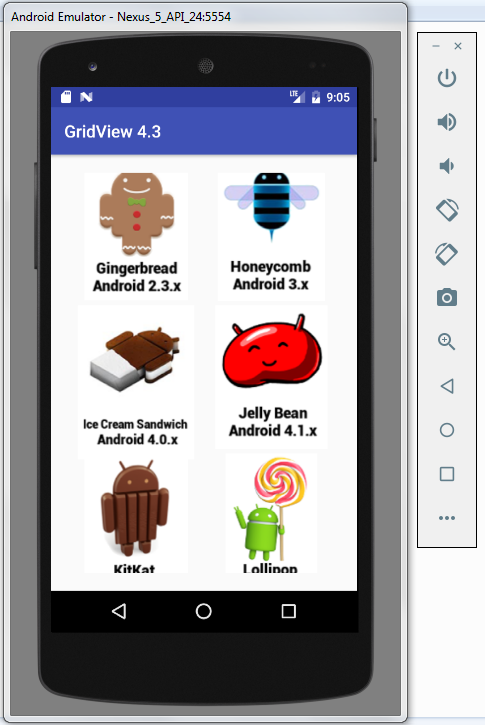 Android Emulator - Nexus_5_API_24:5554
LTE 9:05
GridView 4.3
Gingerbread
Android 2.3.x
Honeycomb
Android 3.x
Ice Cream Sandwich
Android 4.0.x
Jelly Bean
Android 4.1.x
KitKat
Lollipop